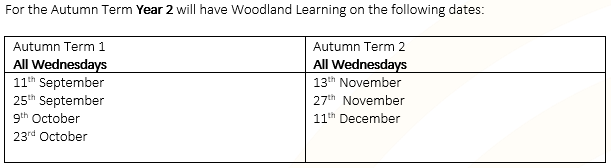 For the Autumn Term Year 2 will have Woodland Learning on the following dates:
Autumn Term 1
All Wednesdays
11th September
25th September
9th October
23rd October
Autumn Term 2
All Wednesdays
13th November
27th November
11th December